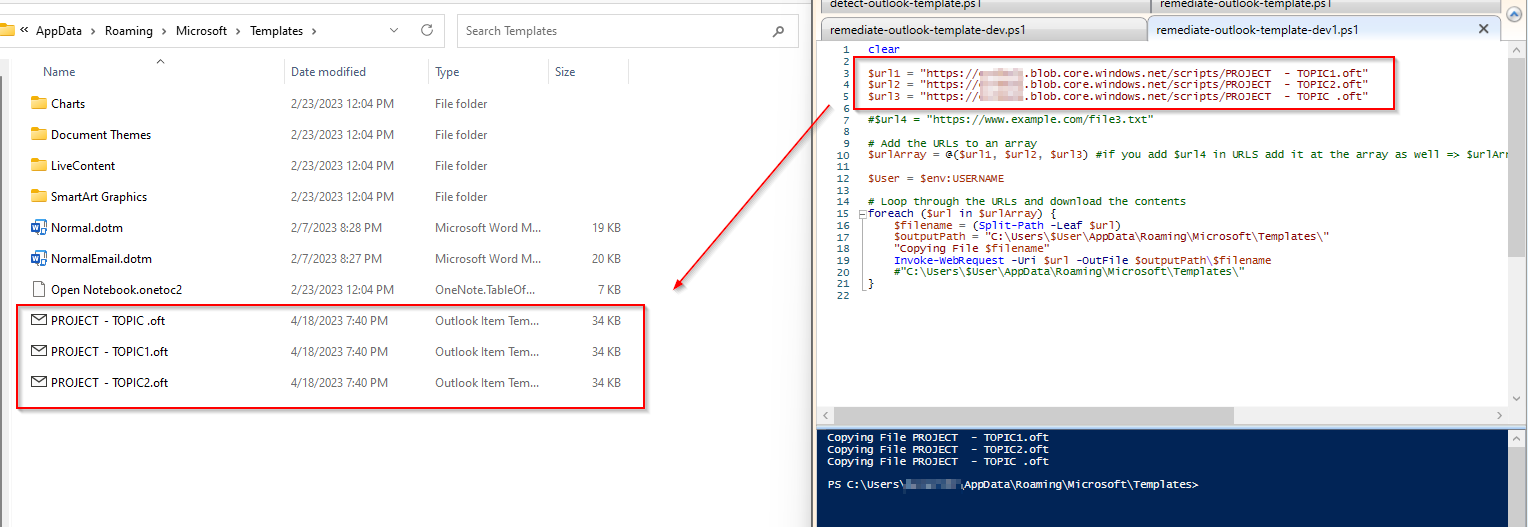 AppData > Roaming > Microsoft > Templates >
Search Templates
Name Date modified Type Size
Charts 2/23/2023 12:04 PM File folder
Document Themes 2/23/2023 12:04 PM File folder
LiveContent 2/23/2023 12:04 PM File folder
SmartArt Graphics 2/23/2023 12:04 PM File folder
Normal.dotm 2/7/2023 8:28 PM Microsoft Word M... 19 KB
NormalEmail.dotm 2/7/2023 8:27 PM Microsoft Word M... 20 KB
Open Notebook.onetoc2 2/23/2023 12:04 PM OneNote.TableOf... 7 KB
PROJECT  - TOPIC .oft 4/18/2023 7:40 PM Outlook Item Tem... 34 KB
PROJECT  - TOPIC1.oft 4/18/2023 7:40 PM Outlook Item Tem... 34 KB
PROJECT  - TOPIC2.oft 4/18/2023 7:40 PM Outlook Item Tem... 34 KB
detect-outlook-template.ps1 remediate-outlook-template.ps1
remediate-outlook-template-dev.ps1 remediate-outlook-template-dev1.ps1
1 clear
2
3 $url1 = "https:// .blob.core.windows.net/scripts/PROJECT  - TOPIC1.oft"
4 $url2 = "https:// .blob.core.windows.net/scripts/PROJECT  - TOPIC2.oft"
5 $url3 = "https:// .blob.core.windows.net/scripts/PROJECT  - TOPIC .oft"
6
7 #$url4 = "https://www.example.com/file3.txt"
8
9 # Add the URLs to an array
10 $urlArray = @($url1, $url2, $url3) #if you add $url4 in URLS add it at the array as well => $urlArr
11
12 $User = $env:USERNAME
13
14 # Loop through the URLs and download the contents
15 foreach ($url in $urlArray) {
16 $filename = (Split-Path -Leaf $url)
17 $outputPath = "C:\Users\$User\AppData\Roaming\Microsoft\Templates\"
18 "Copying File $filename"
19 Invoke-WebRequest -Uri $url -OutFile $outputPath\$filename
20 #"C:\Users\$User\AppData\Roaming\Microsoft\Templates\"
21 }
22
Copying File PROJECT  - TOPIC1.oft
Copying File PROJECT  - TOPIC2.oft
Copying File PROJECT  - TOPIC .oft
PS C:\Users\ \AppData\Roaming\Microsoft\Templates>